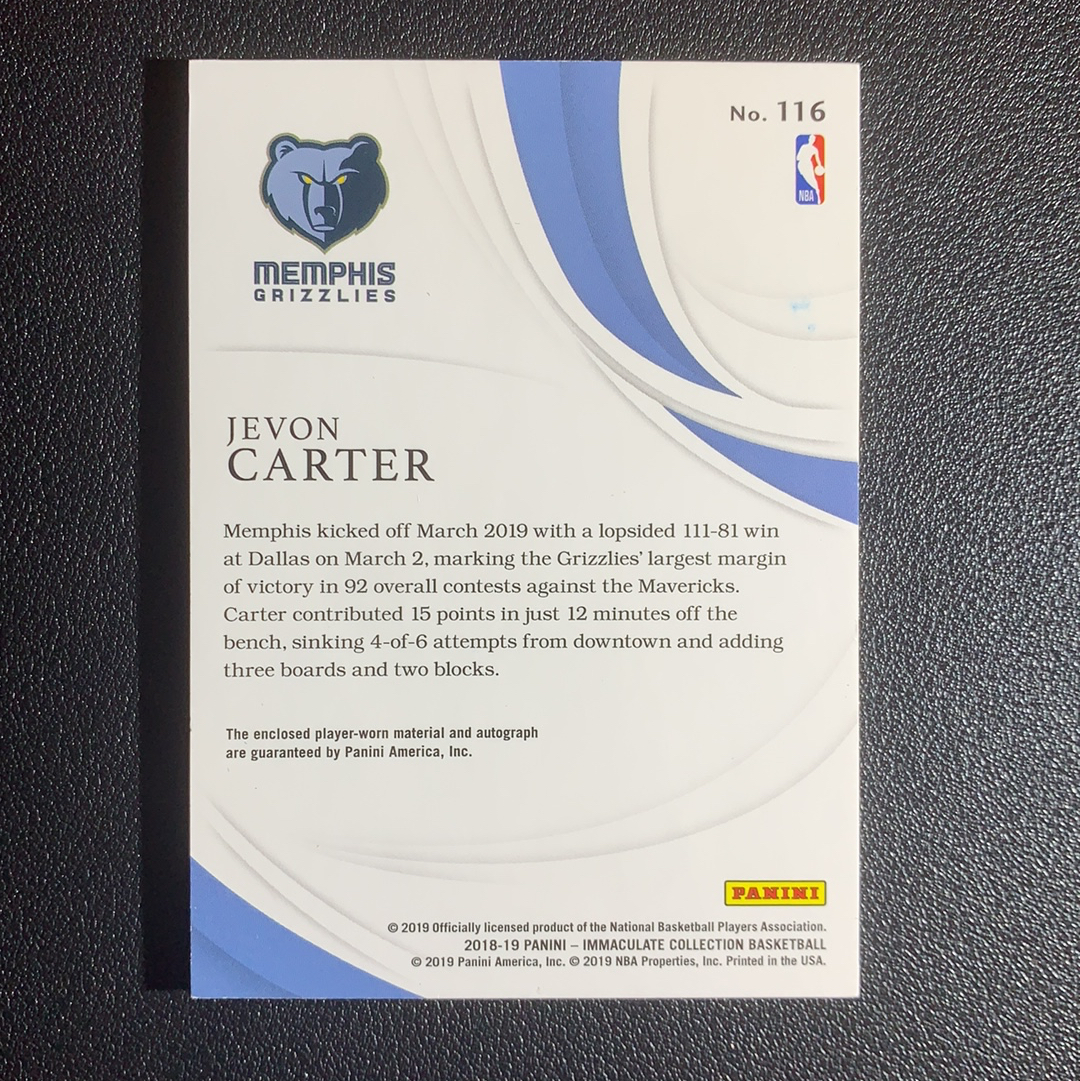 No. 116
NBA
MEMPHIS
GRIZZLIES
JEVON
CARTER
Memphis kicked off March 2019 with a lopsided 111-81 win
at Dallas on March 2, marking the Grizzlies' largest margin
of victory in 92 overall contests against the Mavericks.
Carter contributed 15 points in just 12 minutes off the
bench, sinking 4-of-6 attempts from downtown and adding
three boards and two blocks.
The enclosed player-worn material and autograph
are guaranteed by Panini America, Inc.
PANINI
© 2019 Officially licensed product of the National Basketball Players Association.
2018-19 PANINI – IMMACULATE COLLECTION BASKETBALL
© 2019 Panini America, Inc. © 2019 NBA Properties, Inc. Printed in the USA.